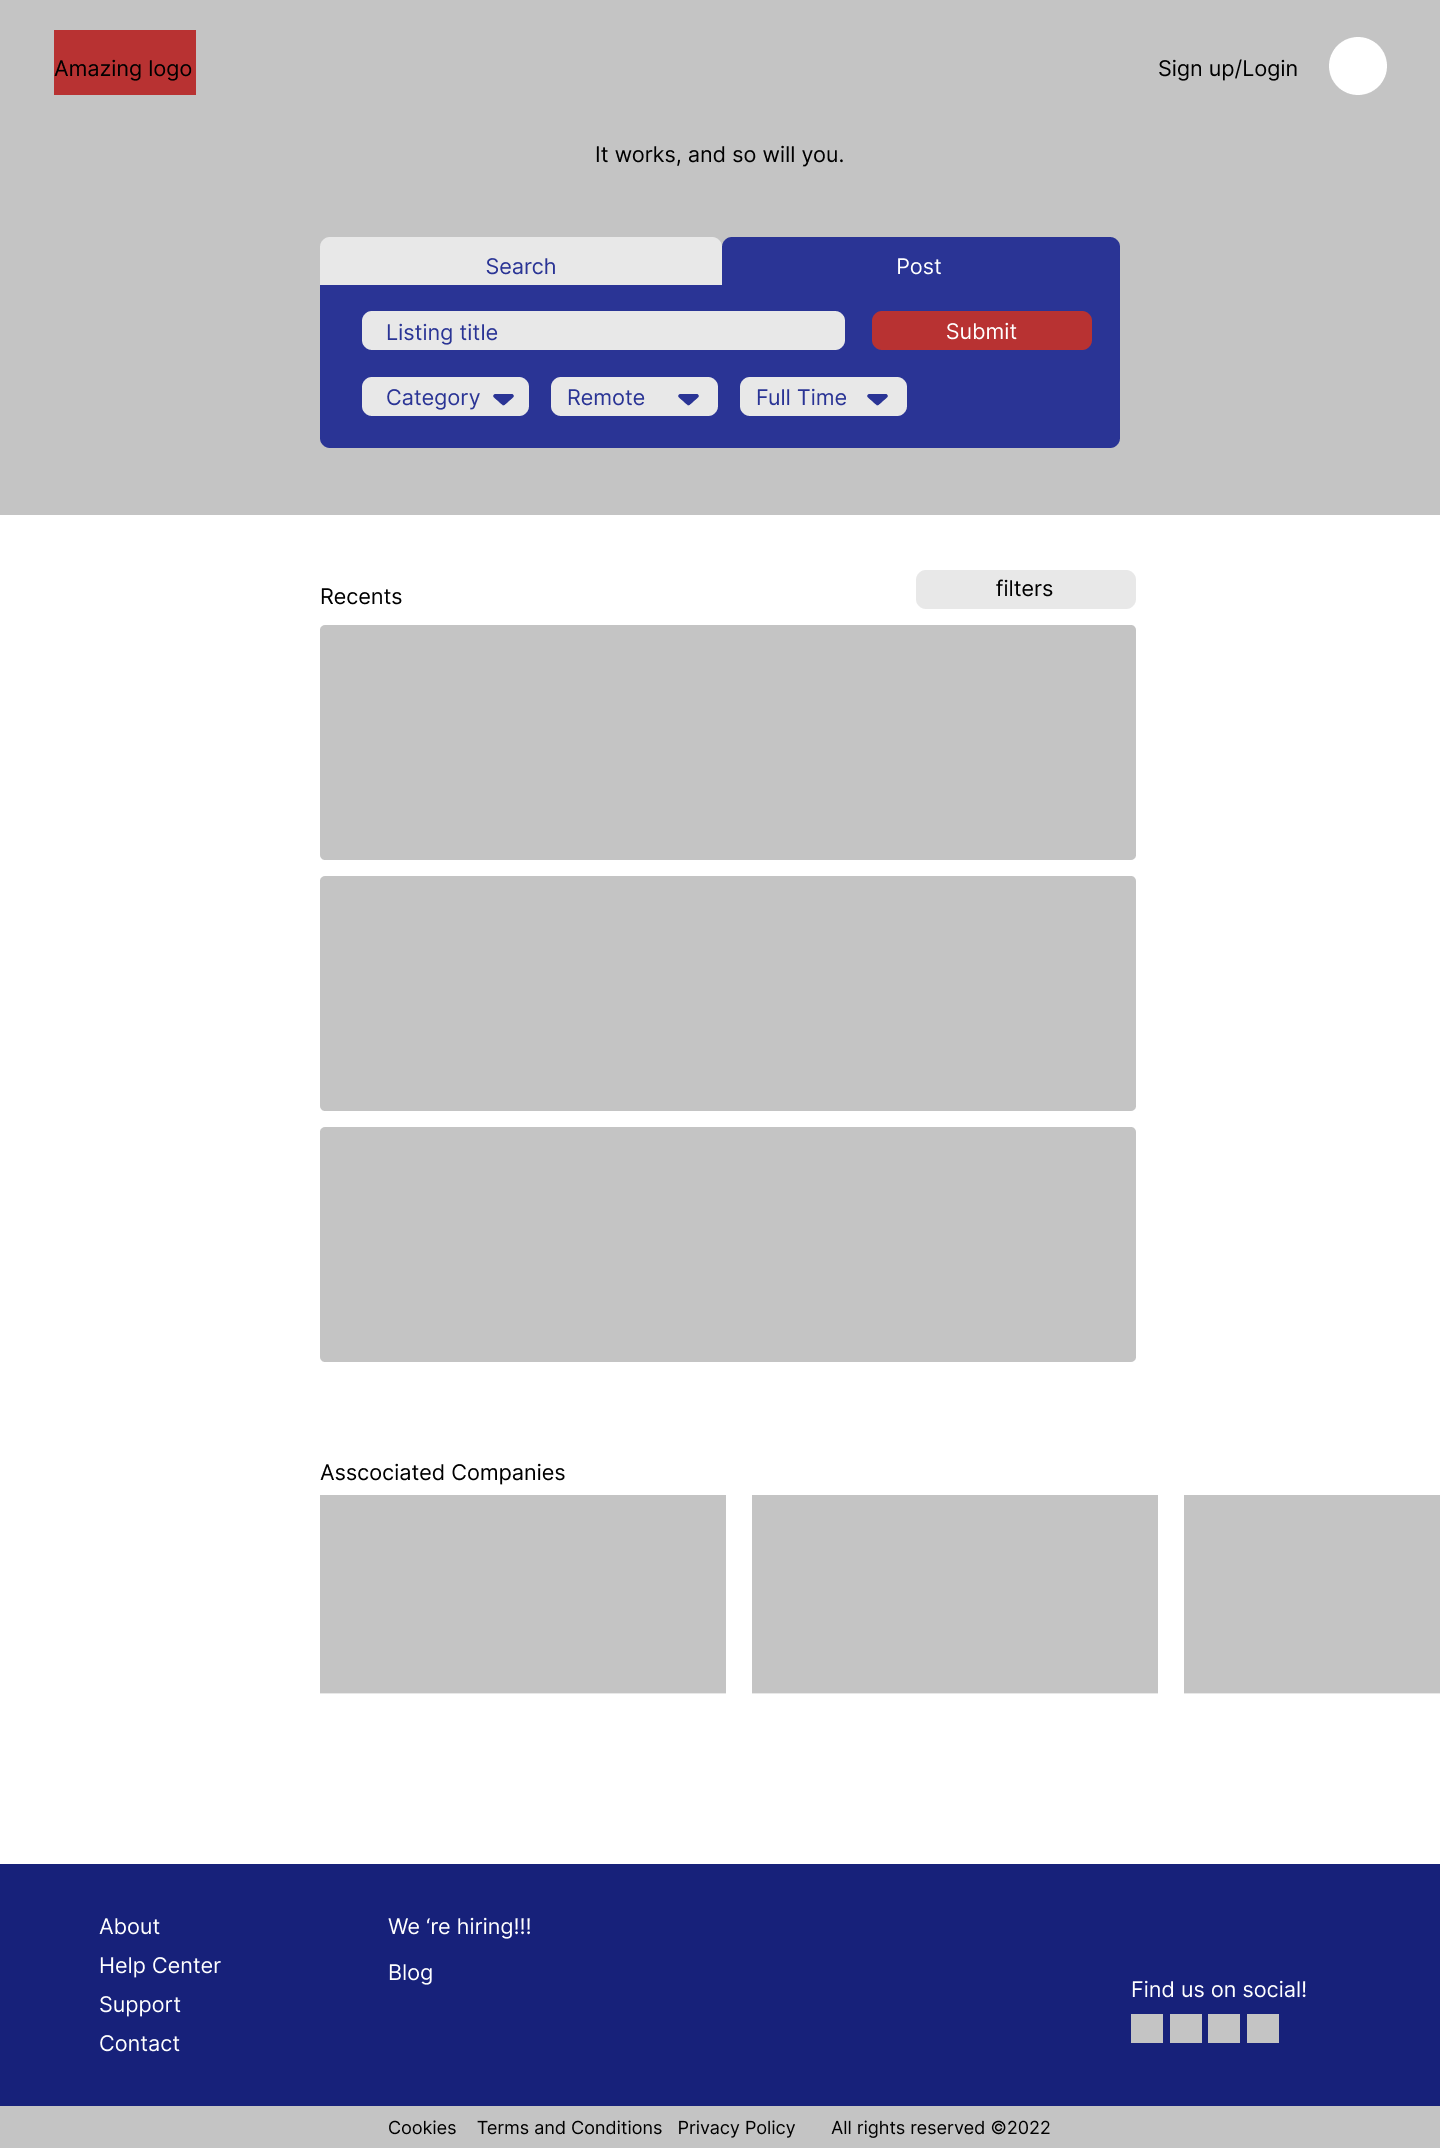 Amazing logo
Sign up/Login
It works, and so will you.
Search
Post
Listing title
Submit
Category
Remote
Full Time
Recents
filters
Asscociated Companies
About
Help Center
Support
Contact
We ‘re hiring!!!
Blog
Find us on social!
Cookies
Terms and Conditions
Privacy Policy
All rights reserved ©2022